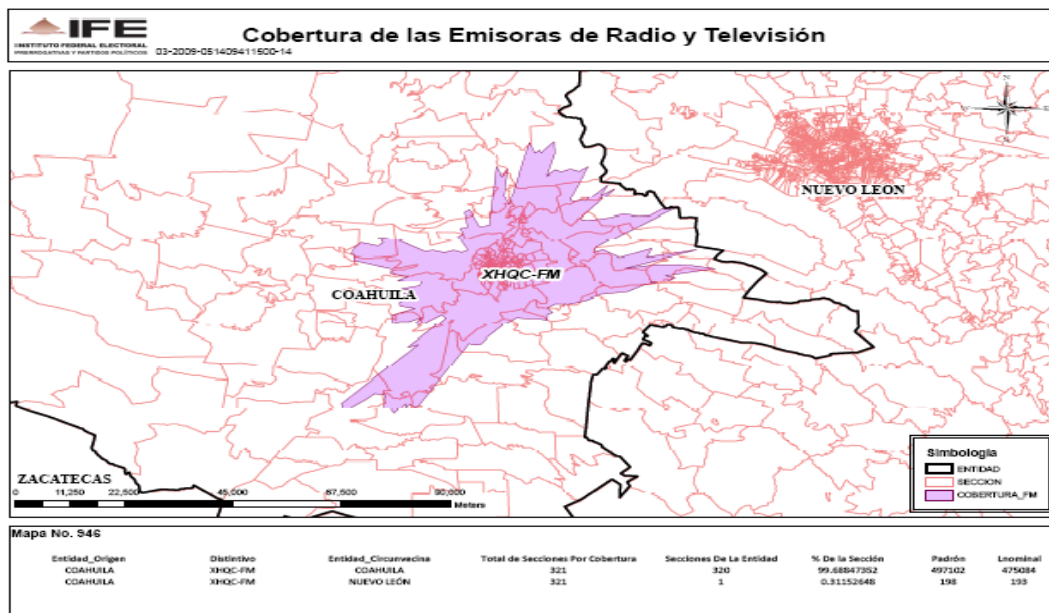 IFE
INSTITUTO FEDERAL ELECTORAL
PRERROGATIVAS Y PARTIDOS POLÍTICOS
03-2009-051409411500-14
Cobertura de las Emisoras de Radio y Televisión
N
NUEVO LEON
XHQC-FM
COAHUILA
ZACATECAS
0 11,250 22,500 45,000 67,500 90,000
Meters
Simbología
ENTIDAD
SECCION
COBERTURA_FM
Mapa No. 946
Entidad_Origen Distintivo Entidad_Circunvecina Total de Secciones Por Cobertura Secciones De La Entidad % De la Sección Padrón Lnominal
COAHUILA XHQC-FM COAHUILA 321 320 99.68847352 497102 475084
COAHUILA XHQC-FM NUEVO LEÓN 321 1 0.31152648 198 193